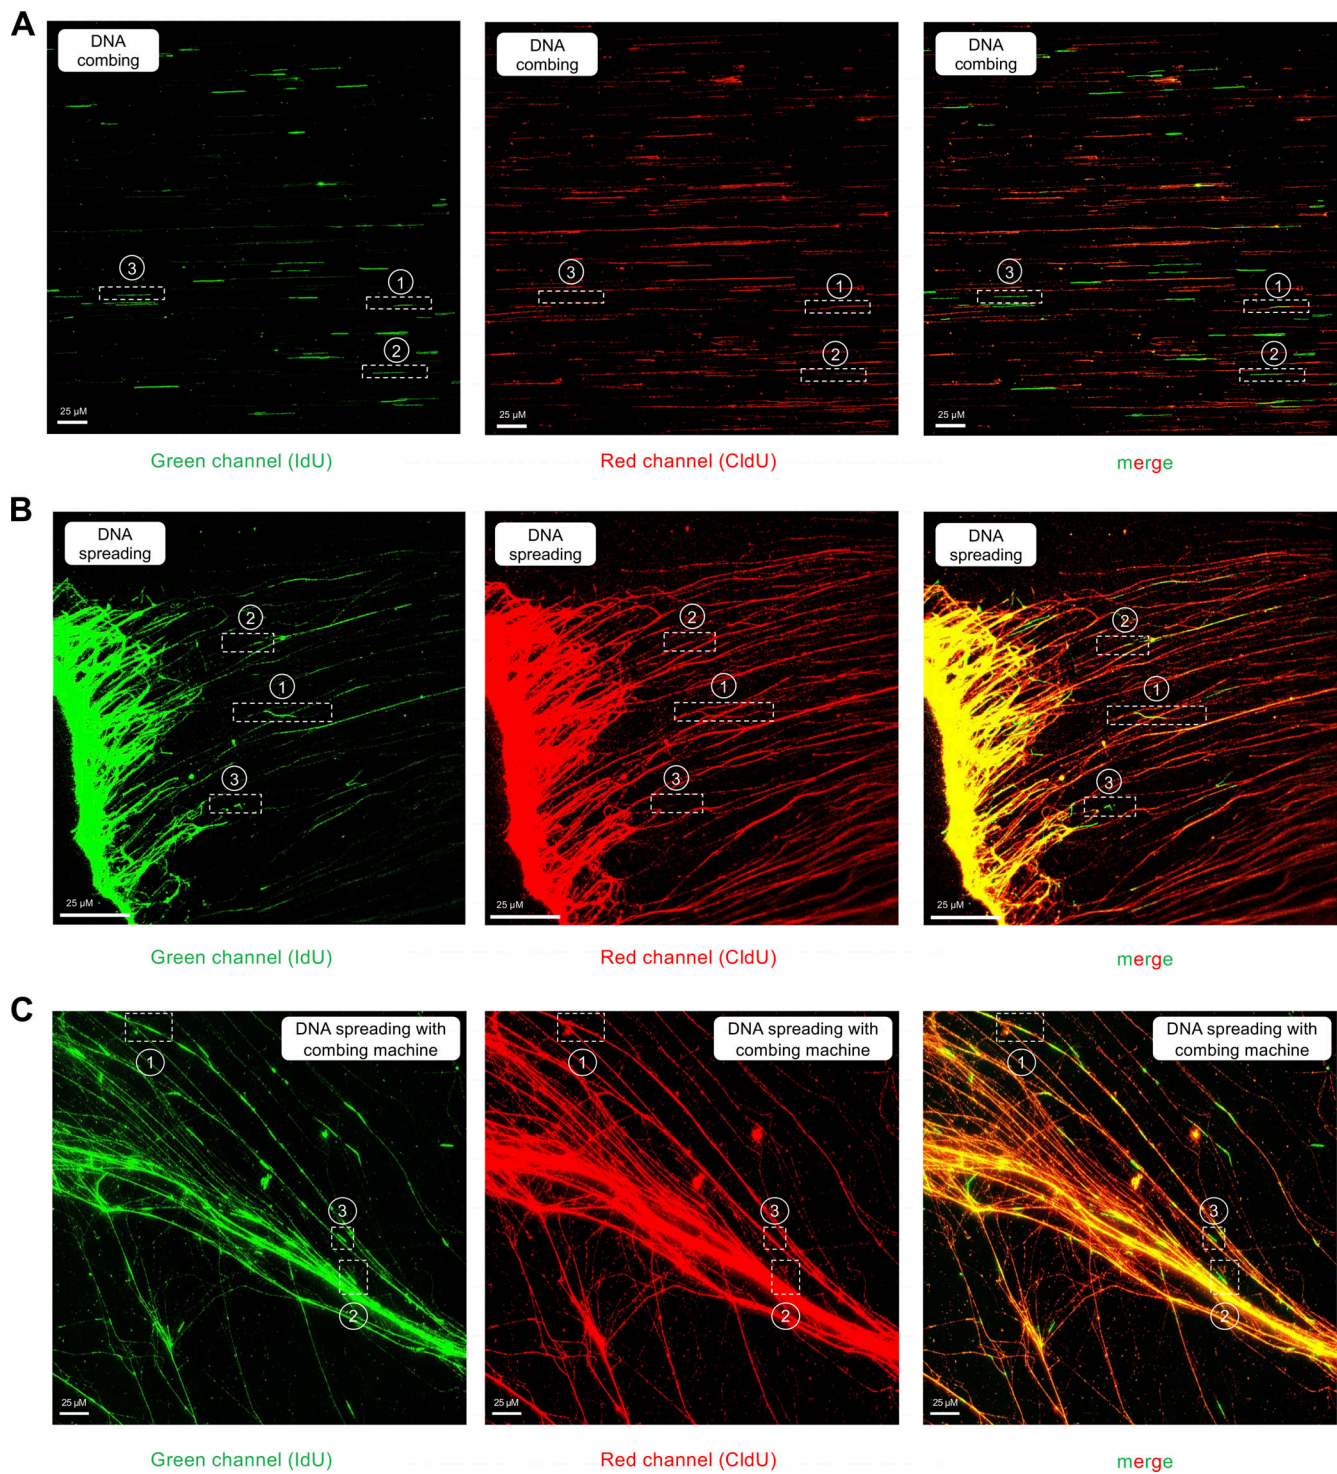 A
DNA
combing
DNA
combing
DNA
combing
3
1
2
3
1
2
3
1
2
25 µM
25 µM
25 µM
Green channel (IdU)
Red channel (CldU)
merge
B
DNA
spreading
DNA
spreading
DNA
spreading
2
1
3
2
1
3
2
1
3
25 µM
25 µM
25 µM
Green channel (IdU)
Red channel (CldU)
merge
C
DNA spreading with
combing machine
DNA spreading with
combing machine
DNA spreading with
combing machine
1
3
2
1
3
2
1
3
2
25 µM
25 µM
25 µM
Green channel (IdU)
Red channel (CldU)
merge